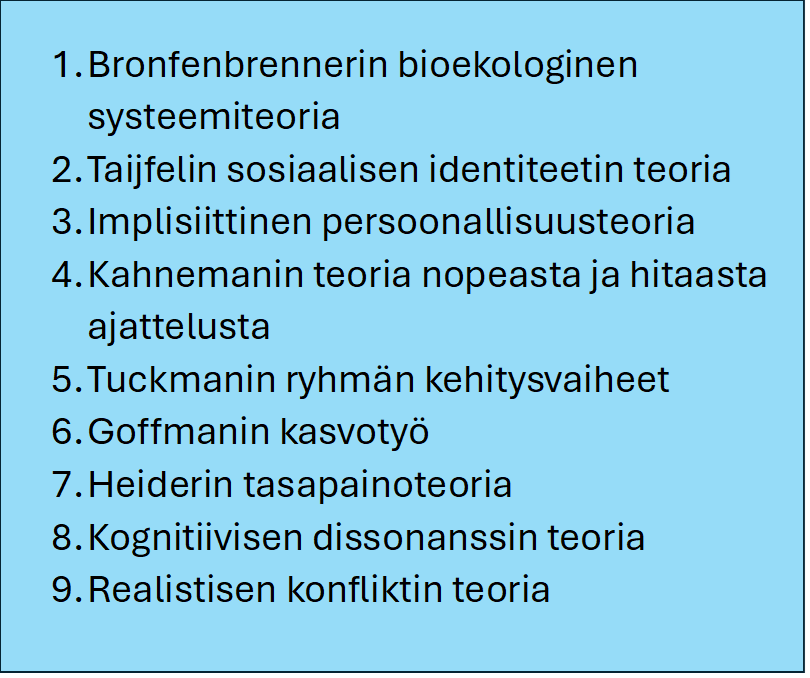 1. Bronfenbrennerin bioekologinen
systeemiteoria
2. Taijfelin sosiaalisen identiteetin teoria
3. Implisiittinen persoonallisuusteoria
4. Kahnemanin teoria nopeasta ja hitaasta
ajattelusta
5. Tuckmanin ryhmän kehitysvaiheet
6. Goffmanin kasvotyö
7. Heiderin tasapainoteoria
8. Kognitiivisen dissonanssin teoria
9. Realistisen konfliktin teoria